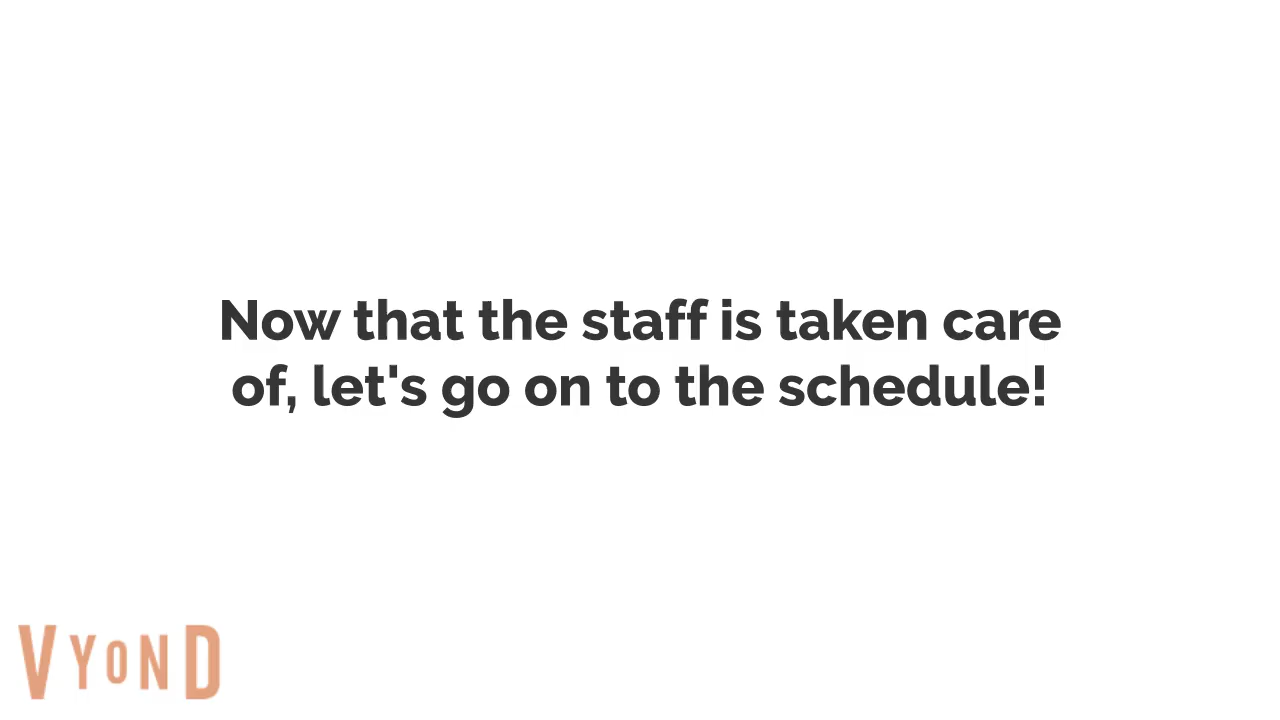 Now that the staff is taken care
of, let's go on to the schedule!
VYOND